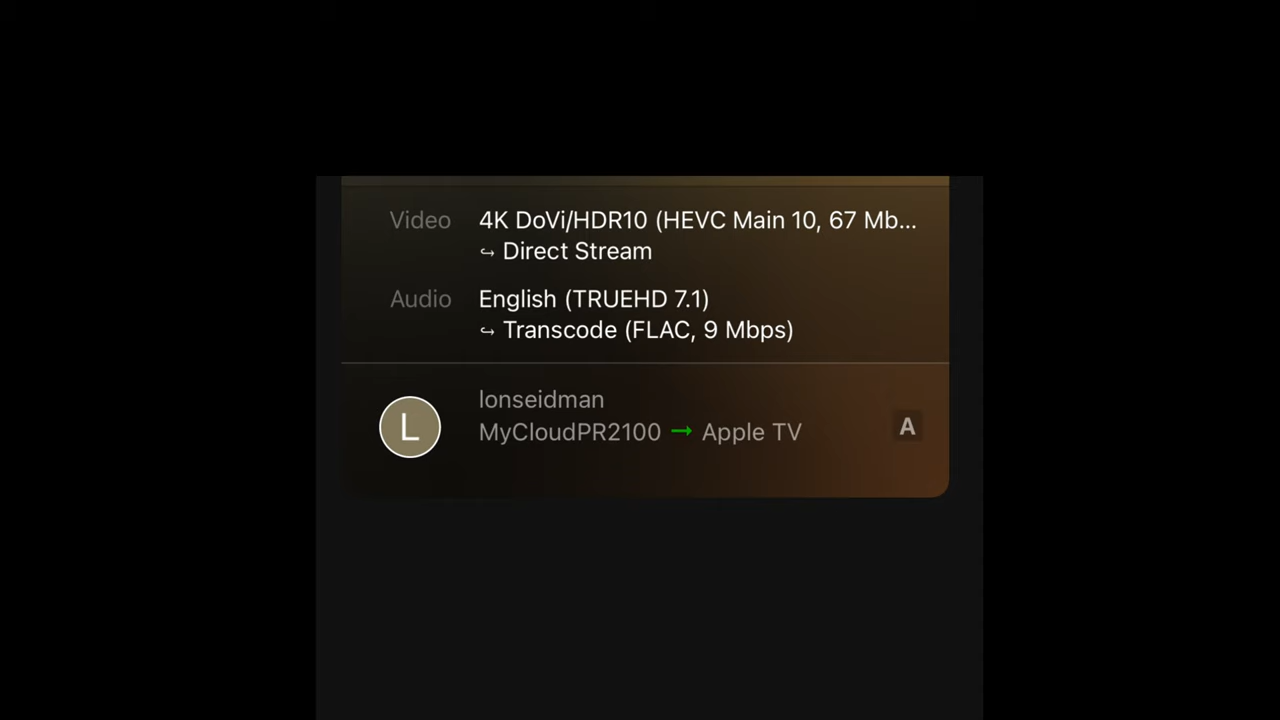 Video 4K DoVi/HDR10 (HEVC Main 10, 67 Mb...
↪ Direct Stream
Audio English (TRUEHD 7.1)
↪ Transcode (FLAC, 9 Mbps)
L
lonseidman
MyCloudPR2100 → Apple TV
A